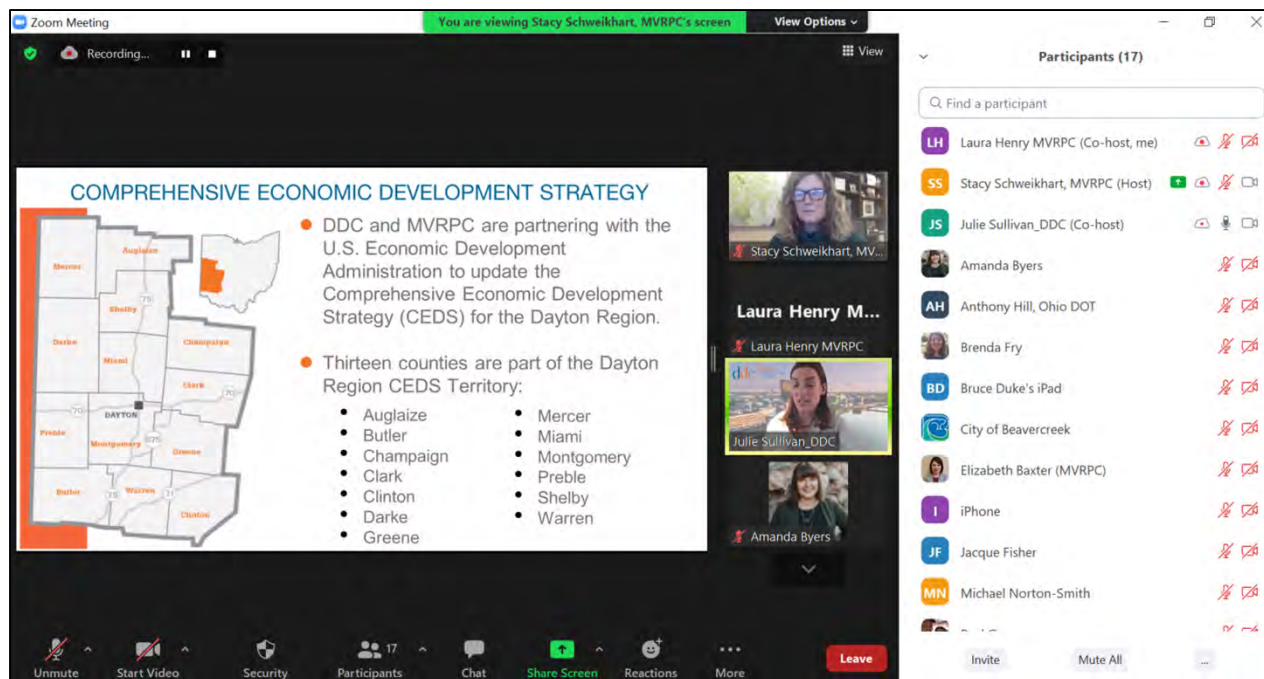 Zoom Meeting
You are viewing Stacy Schweikhart, MVRPC's screen
View Options
Recording...
View
COMPREHENSIVE ECONOMIC DEVELOPMENT STRATEGY
Mercer
Auglaize
75
Shelby
Darke
Champaign
Miami
Clark
70
70
DAYTON
Preble
Montgomery
675
Greene
Butler
75
Warren
71
Clinton
DDC and MVRPC are partnering with the
U.S. Economic Development
Administration to update the
Comprehensive Economic Development
Strategy (CEDS) for the Dayton Region.
Thirteen counties are part of the Dayton
Region CEDS Territory:
Auglaize
Butler
Champaign
Clark
Clinton
Darke
Greene
Mercer
Miami
Montgomery
Preble
Shelby
Warren
Stacy Schweikhart, MV...
Laura Henry M...
Laura Henry MVRPC
Julie Sullivan_DDC
Amanda Byers
Participants (17)
Find a participant
LH Laura Henry MVRPC (Co-host, me)
SS Stacy Schweikhart, MVRPC (Host)
JS Julie Sullivan_DDC (Co-host)
Amanda Byers
AH Anthony Hill, Ohio DOT
Brenda Fry
BD Bruce Duke's iPad
City of Beavercreek
Elizabeth Baxter (MVRPC)
I iPhone
JF Jacque Fisher
MN Michael Norton-Smith
Invite
Mute All
...
Unmute
Start Video
Security
17
Participants
Chat
Share Screen
Reactions
More
Leave